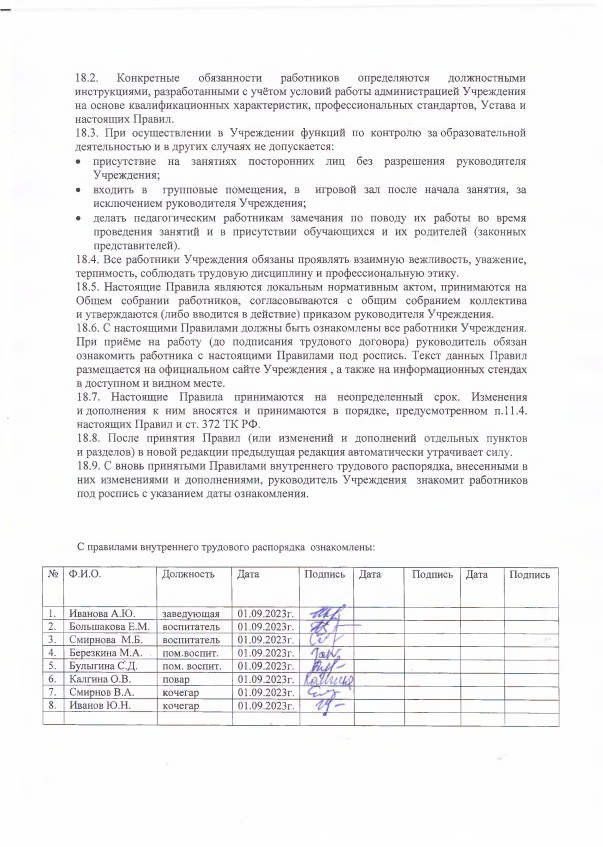 18.2. Конкретные обязанности работников определяются должностными
инструкциями, разработанными с учётом условий работы администрацией Учреждения
на основе квалификационных характеристик, профессиональных стандартов, Устава и
настоящих Правил.
18.3. При осуществлении в Учреждении функций по контролю за образовательной
деятельностью и в других случаях не допускается:
• присутствие на занятиях посторонних лиц без разрешения руководителя
Учреждения;
• входить в групповые помещения, в игровой зал после начала занятия, за
исключением руководителя Учреждения;
• делать педагогическим работникам замечания по поводу их работы во время
проведения занятий и в присутствии обучающихся и их родителей (законных
представителей).
18.4. Все работники Учреждения обязаны проявлять взаимную вежливость, уважение,
терпимость, соблюдать трудовую дисциплину и профессиональную этику.
18.5. Настоящие Правила являются локальным нормативным актом, принимаются на
Общем собрании работников, согласовываются с общим собранием коллектива
и утверждаются (либо вводится в действие) приказом руководителя Учреждения.
18.6. С настоящими Правилами должны быть ознакомлены все работники Учреждения.
При приёме на работу (до подписания трудового договора) руководитель обязан
ознакомить работника с настоящими Правилами под роспись. Текст данных Правил
размещается на официальном сайте Учреждения , а также на информационных стендах
в доступном и видном месте.
18.7. Настоящие Правила принимаются на неопределенный срок. Изменения
и дополнения к ним вносятся и принимаются в порядке, предусмотренном п.11.4.
настоящих Правил и ст. 372 ТК РФ.
18.8. После принятия Правил (или изменений и дополнений отдельных пунктов
и разделов) в новой редакции предыдущая редакция автоматически утрачивает силу.
18.9. С вновь принятыми Правилами внутреннего трудового распорядка, внесенными в
них изменениями и дополнениями, руководитель Учреждения знакомит работников
под роспись с указанием даты ознакомления.
С правилами внутреннего трудового распорядка ознакомлены:
№ Ф.И.О. Должность Дата Подпись Дата Подпись Дата Подпись
1. Иванова А.Ю. заведующая 01.09.2023г.
2. Большакова Е.М. воспитатель 01.09.2023г.
3. Смирнова М.Б. воспитатель 01.09.2023г.
4. Березкина М.А. пом.воспит. 01.09.2023г.
5. Булыгина С.Д. пом. воспит. 01.09.2023г.
6. Калгина О.В. повар 01.09.2023г.
7. Смирнов В.А. кочегар 01.09.2023г.
8. Иванов Ю.Н. кочегар 01.09.2023г.